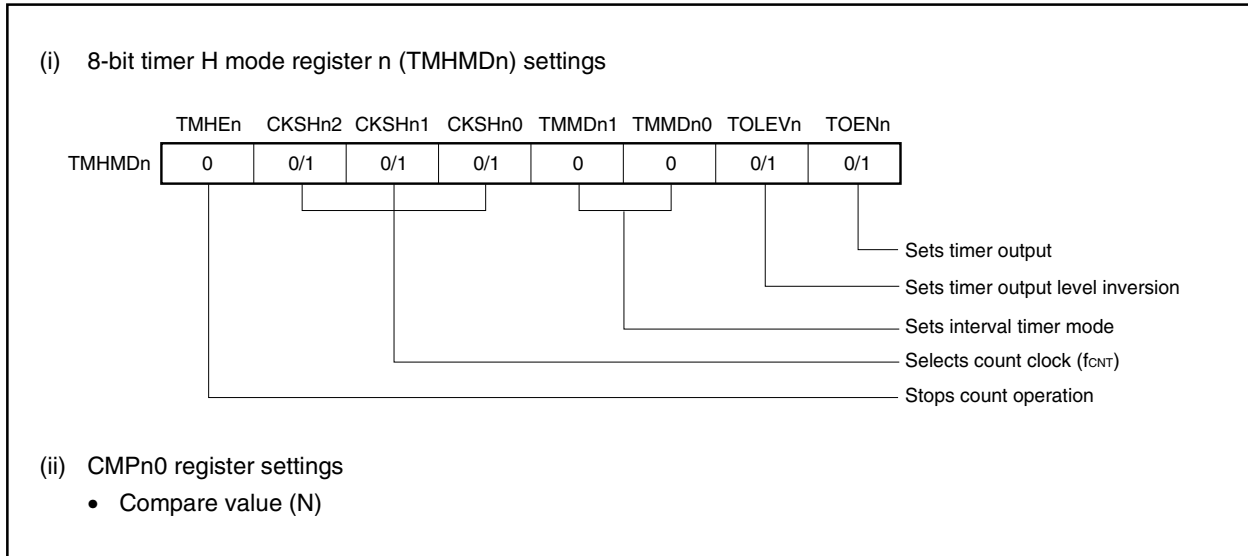 (i) 8-bit timer H mode register n (TMHMDn) settings
TMHEn CKSHn2 CKSHn1 CKSHn0 TMMDn1 TMMDn0 TOLEVn TOENn
TMHMDn 0 0/1 0/1 0/1 0 0 0/1 0/1
Sets timer output
Sets timer output level inversion
Sets interval timer mode
Selects count clock (fCNT)
Stops count operation
(ii) CMPn0 register settings
• Compare value (N)